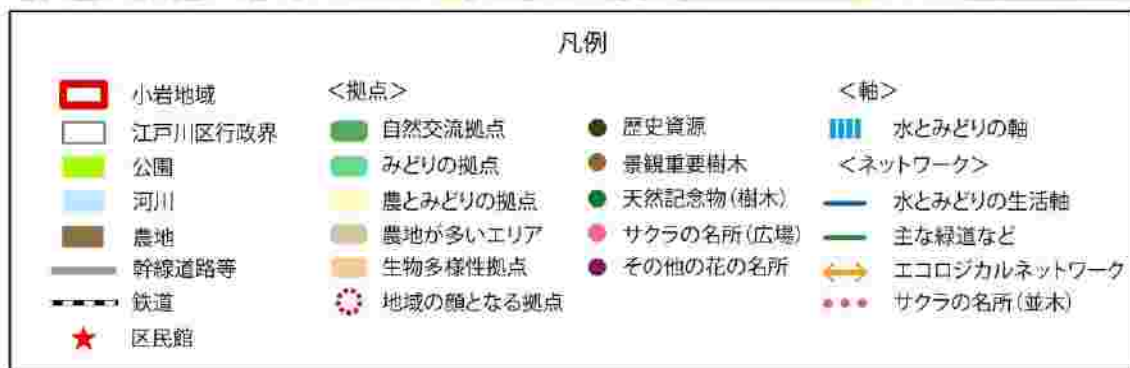 凡例
小岩地域
江戸川区行政界
公園
河川
農地
幹線道路等
鉄道
区民館
＜拠点＞
自然交流拠点
みどりの拠点
農とみどりの拠点
農地が多いエリア
生物多様性拠点
地域の顔となる拠点
歴史資源
景観重要樹木
天然記念物（樹木）
サクラの名所（広場）
その他の花の名所
＜軸＞
水とみどりの軸
＜ネットワーク＞
水とみどりの生活軸
主な緑道など
エコロジカルネットワーク
サクラの名所（並木）